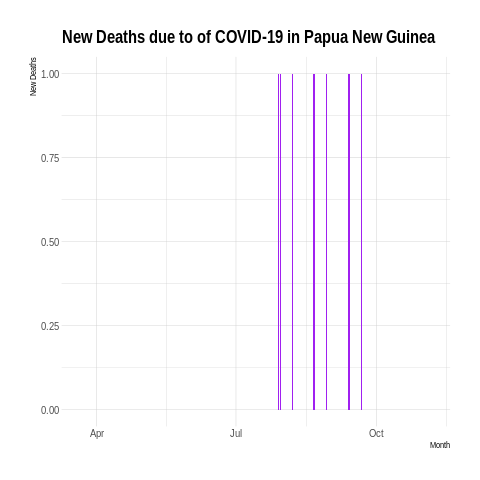 New Deaths due to of COVID-19 in Papua New Guinea
New Deaths
1.00
0.75
0.50
0.25
0.00
Apr
Jul
Oct
Month